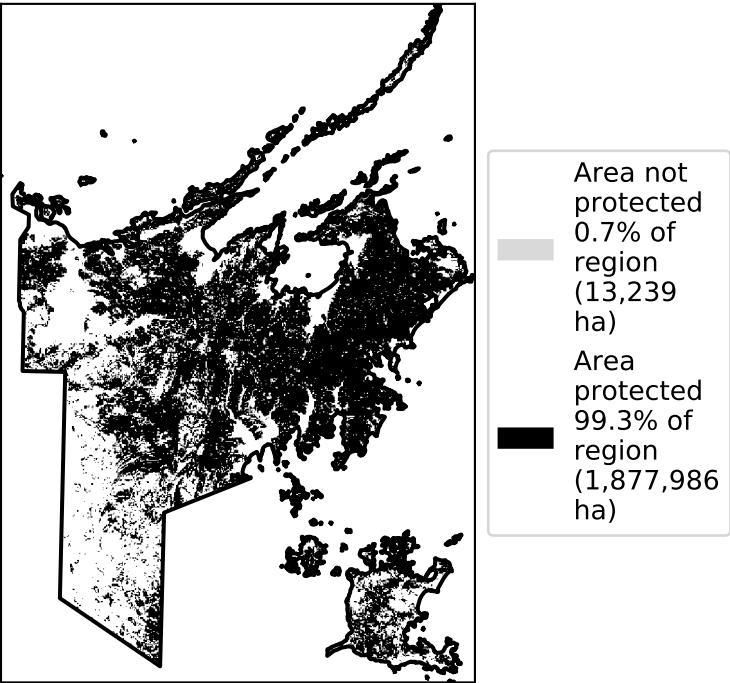 Area not
protected
0.7% of
region
(13,239
ha)
Area
protected
99.3% of
region
(1,877,986
ha)